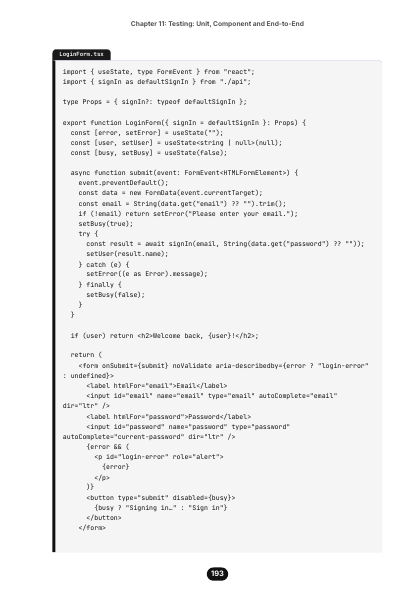 Chapter 11: Testing: Unit, Component and End-to-End
LoginForm.tsx
import { useState, type FormEvent } from "react";
import { signIn as defaultSignIn } from "./api";

type Props = { signIn?: typeof defaultSignIn };

export function LoginForm({ signIn = defaultSignIn }: Props) {
  const [error, setError] = useState("");
  const [user, setUser] = useState<string | null>(null);
  const [busy, setBusy] = useState(false);

  async function submit(event: FormEvent<HTMLFormElement>) {
    event.preventDefault();
    const data = new FormData(event.currentTarget);
    const email = String(data.get("email") ?? "").trim();
    if (!email) return setError("Please enter your email.");
    setBusy(true);
    try {
      const result = await signIn(email, String(data.get("password") ?? ""));
      setUser(result.name);
    } catch (e) {
      setError((e as Error).message);
    } finally {
      setBusy(false);
    }
  }

  if (user) return <h2>Welcome back, {user}!</h2>;

  return (
    <form onSubmit={submit} noValidate aria-describedby={error ? "login-error"
: undefined}>
      <label htmlFor="email">Email</label>
      <input id="email" name="email" type="email" autoComplete="email"
dir="ltr" />
      <label htmlFor="password">Password</label>
      <input id="password" name="password" type="password"
autoComplete="current-password" dir="ltr" />
      {error && (
        <p id="login-error" role="alert">
          {error}
        </p>
      )}
      <button type="submit" disabled={busy}>
        {busy ? "Signing in…" : "Sign in"}
      </button>
    </form>
193